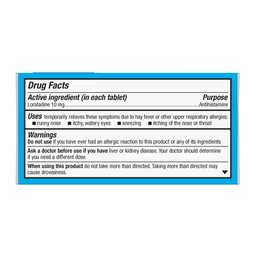 Drug Facts
Active ingredient (in each tablet) Purpose
Loratadine 10 mg Antihistamine
Uses temporarily relieves these symptoms due to hay fever or other upper respiratory allergies:
■ runny nose ■ itchy, watery eyes ■ sneezing ■ itching of the nose or throat
Warnings
Do not use if you have ever had an allergic reaction to this product or any of its ingredients
Ask a doctor before use if you have liver or kidney disease. Your doctor should determine
if you need a different dose.
When using this product do not take more than directed. Taking more than directed may
cause drowsiness.